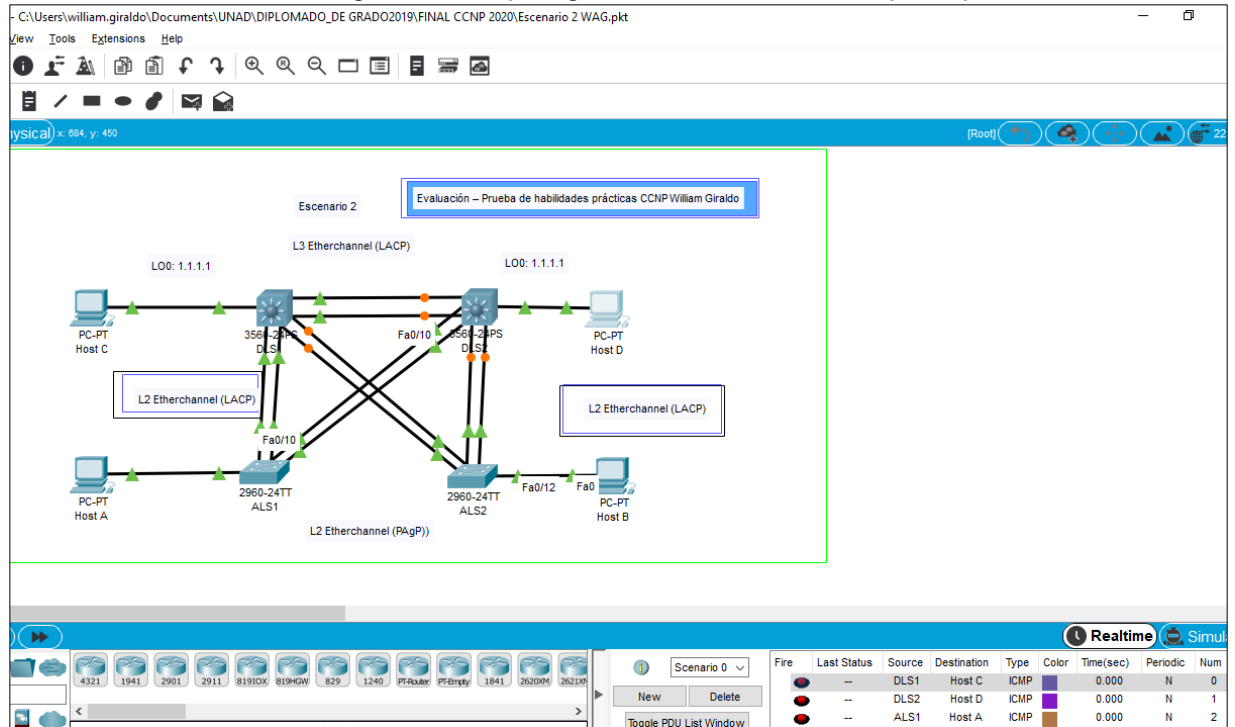 - C:\Users\william.giraldo\Documents\UNAD\DIPLOMADO_DE GRADO2019\FINAL CCNP 2020\Escenario 2 WAG.pkt
View Tools Extensions Help
x: 684, y: 450
[Root]
22
Evaluación – Prueba de habilidades prácticas CCNP William Giraldo
Escenario 2
L3 Etherchannel (LACP)
LO0: 1.1.1.1
LO0: 1.1.1.1
PC-PT
Host C
3560-24PS
DLS1
Fa0/10
3560-24PS
DLS2
PC-PT
Host D
L2 Etherchannel (LACP)
L2 Etherchannel (LACP)
Fa0/10
PC-PT
Host A
2960-24TT
ALS1
2960-24TT
ALS2
Fa0/12
Fa0
PC-PT
Host B
L2 Etherchannel (PAgP))
Realtime
4321 1941 2901 2911 819IOX 819HGW 829 1240 PT-Router PT-Empty 1841 2620XM
Scenario 0
New Delete
Toggle PDU List Window
Fire Last Status Source Destination Type Color Time(sec) Periodic Num
-- DLS1 Host C ICMP 0.000 N 0
-- DLS2 Host D ICMP 0.000 N 1
-- ALS1 Host A ICMP 0.000 N 2